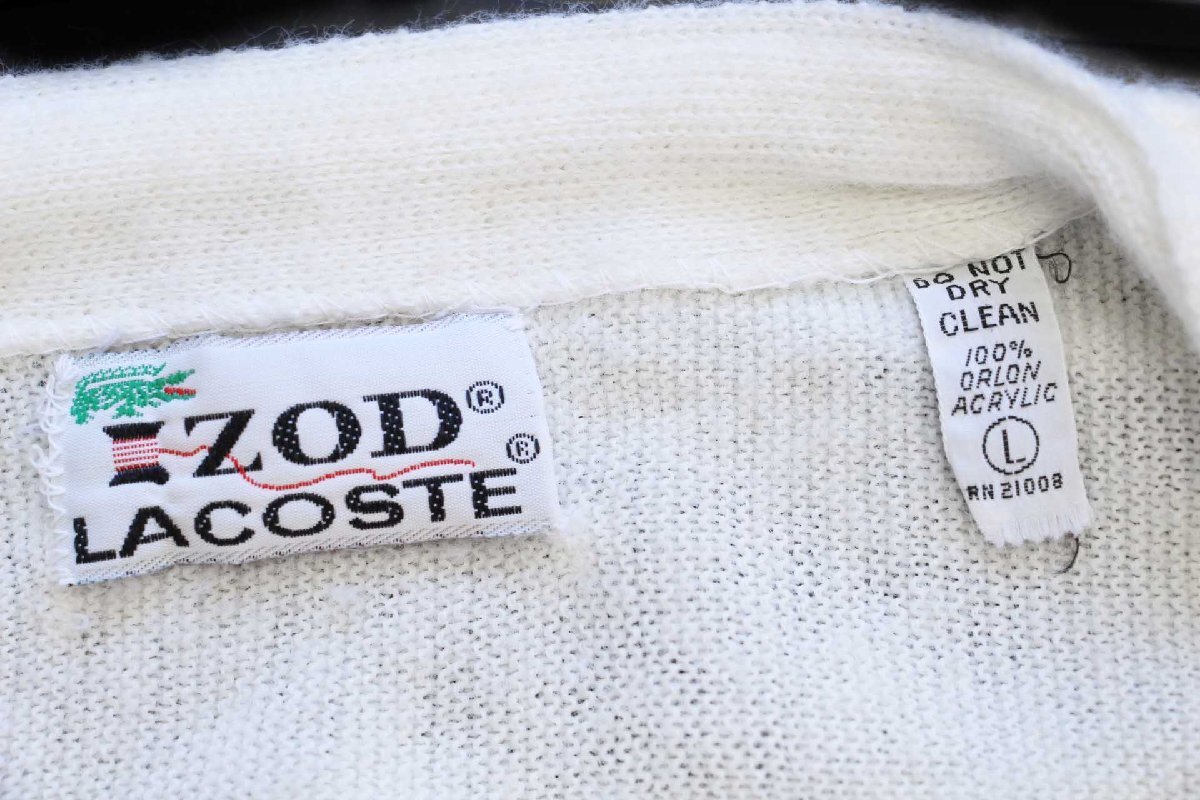 IZOD®
LACOSTE®
DO NOT
DRY
CLEAN
100%
ORLON
ACRYLIC
L
RN 21008